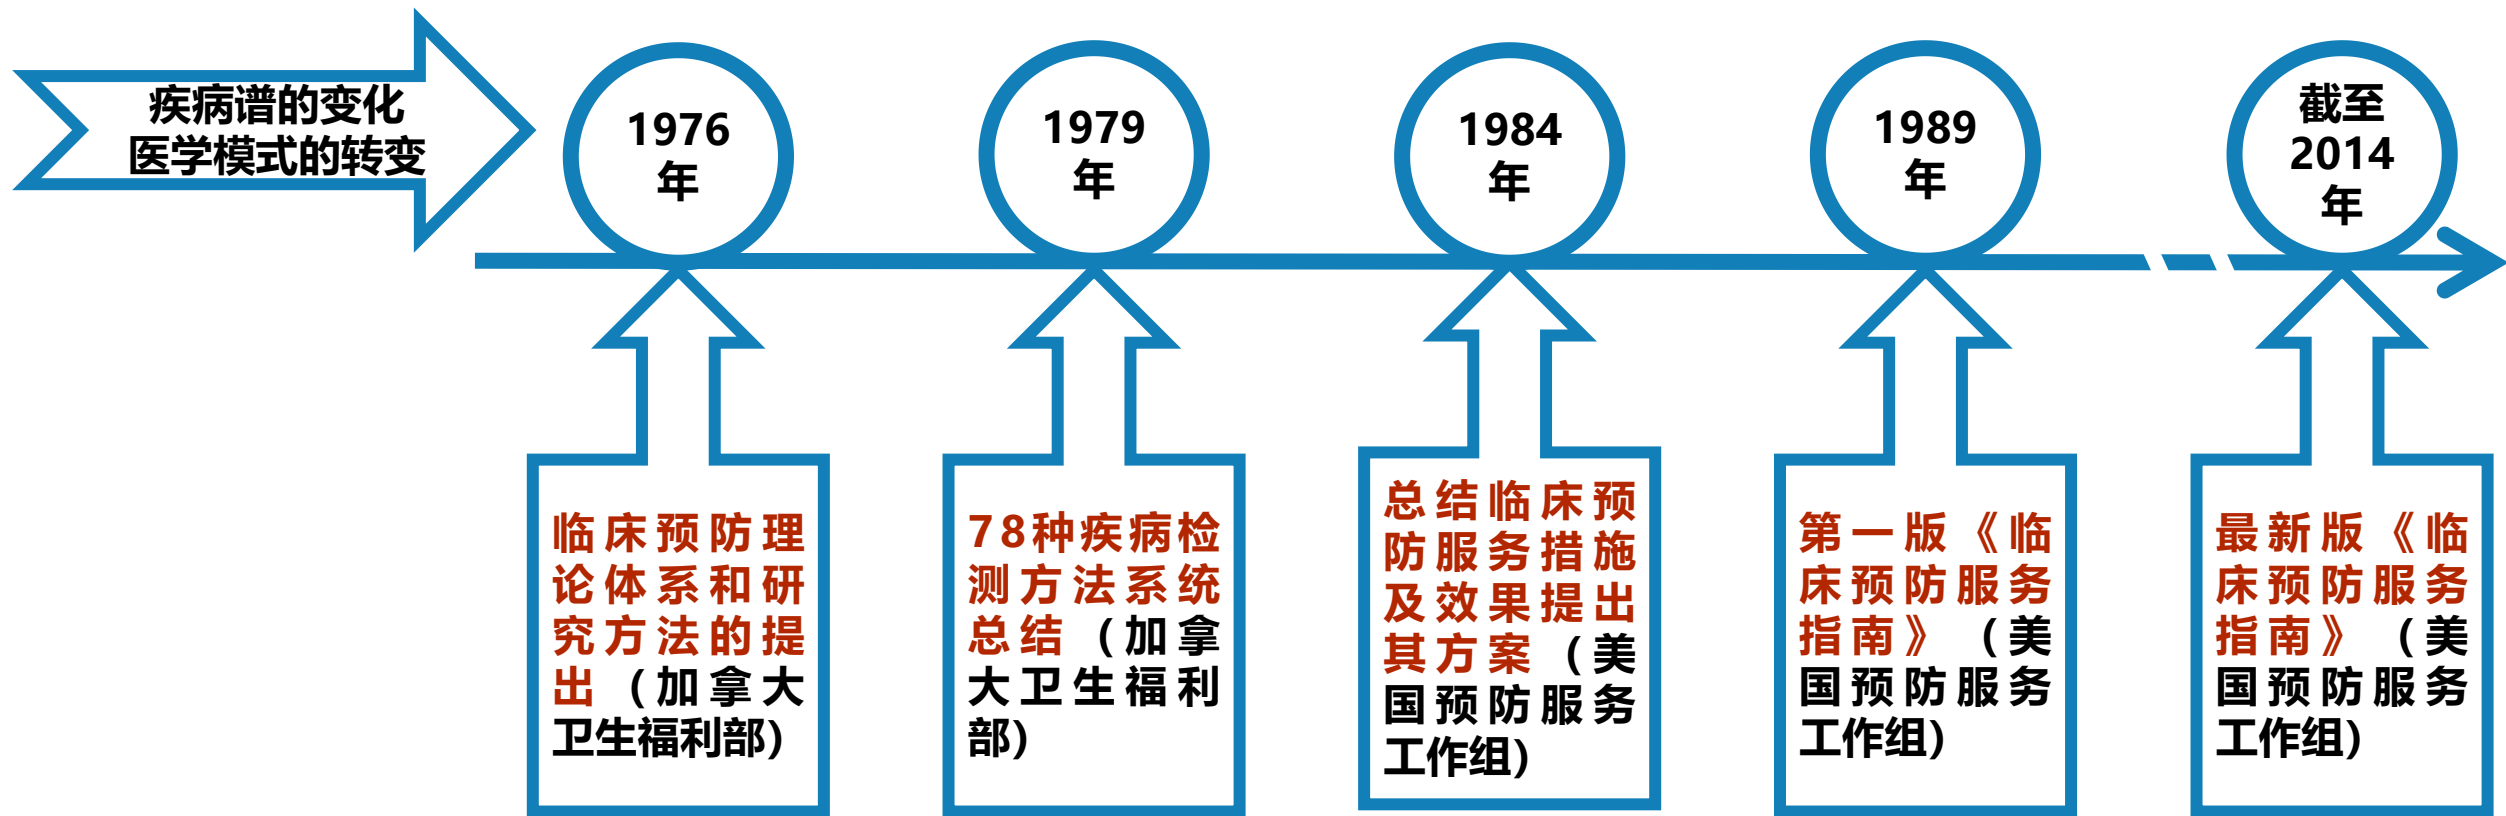 疾病谱的变化
医学模式的转变
1976
年
1979
年
1984
年
1989
年
截至
2014
年
临床预防理
论体系和研
究方法的提
出（加拿大
卫生福利部）
78种疾病检
测方法系统
总结（加拿
大卫生福利
部）
总结临床预
防服务措施
及效果提出
其方案（美
国预防服务
工作组）
第一版《临
床预防服务
指南》（美
国预防服务
工作组）
最新版《临
床预防服务
指南》（美
国预防服务
工作组）